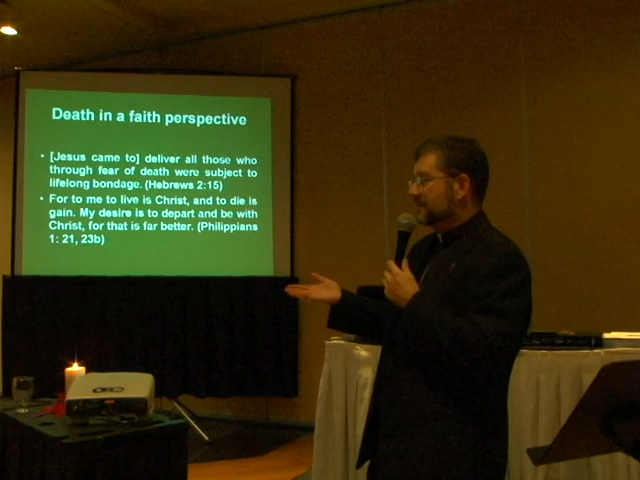 Death in a faith perspective
• [Jesus came to] deliver all those who
through fear of death were subject to
lifelong bondage. (Hebrews 2:15)
• For to me to live is Christ, and to die is
gain. My desire is to depart and be with
Christ, for that is far better. (Philippians
1: 21, 23b)